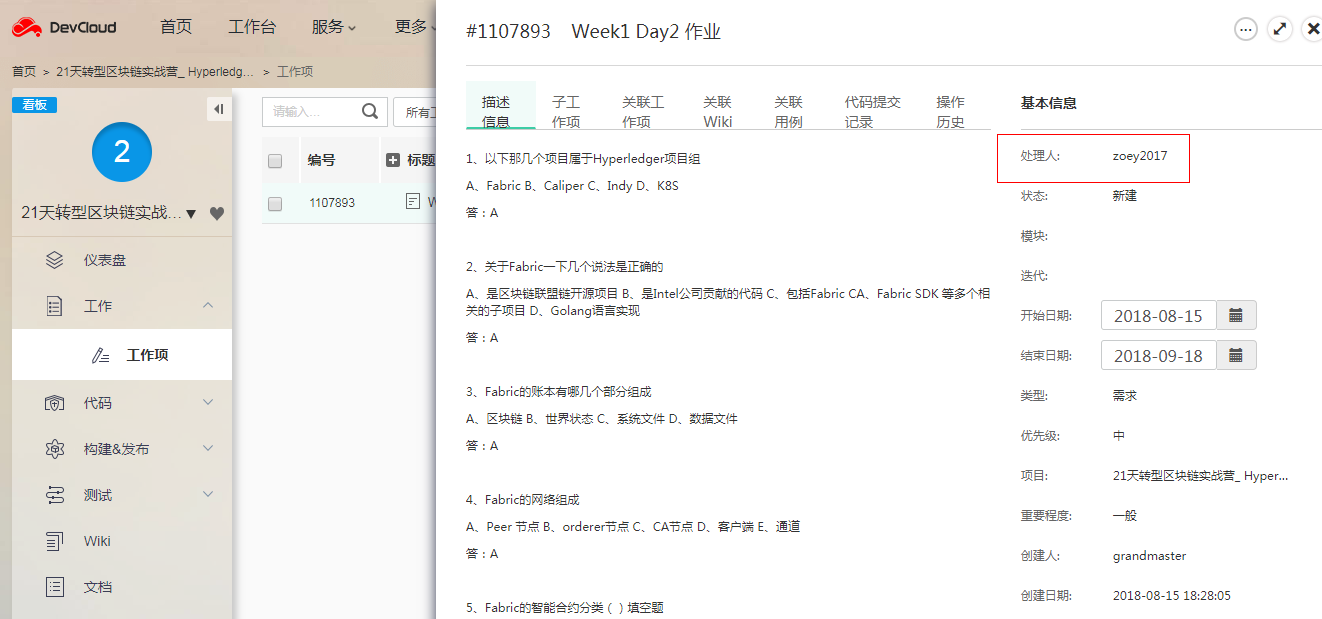 DevCloud 首页 工作台 服务 更多
首页 > 21天转型区块链实战营_ Hyperledg... > 工作项
看板
2
21天转型区块链实战...
仪表盘
工作
工作项
代码
构建&发布
测试
Wiki
文档
请输入...
所有
编号 标题
1107893 W
#1107893 Week1 Day2 作业
描述信息
子工作项
关联工作项
关联Wiki
关联用例
代码提交记录
操作历史
1、以下那几个项目属于Hyperledger项目组
A、Fabric B、Caliper C、Indy D、K8S
答：A
2、关于Fabric一下几个说法是正确的
A、是区块链联盟链开源项目 B、是Intel公司贡献的代码 C、包括Fabric CA、Fabric SDK 等多个相
关的子项目 D、Golang语言实现
答：A
3、Fabric的账本有哪几个部分组成
A、区块链 B、世界状态 C、系统文件 D、数据文件
答：A
4、Fabric的网络组成
A、Peer 节点 B、orderer节点 C、CA节点 D、客户端 E、通道
答：A
5、Fabric的智能合约分类（ ）填空题
基本信息
处理人: zoey2017
状态: 新建
模块:
迭代:
开始日期: 2018-08-15
结束日期: 2018-09-18
类型: 需求
优先级: 中
项目: 21天转型区块链实战营_ Hyper...
重要程度: 一般
创建人: grandmaster
创建日期: 2018-08-15 18:28:05